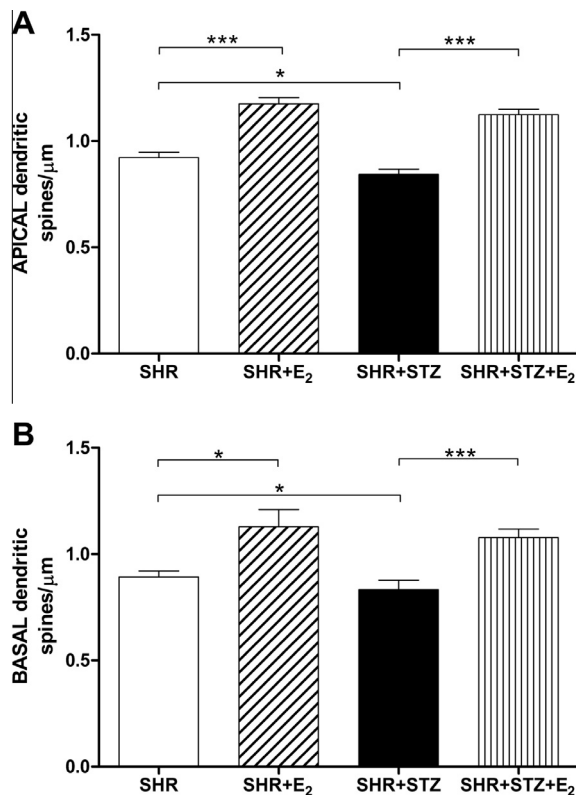 A
1.5
***
***
*
1.0
APICAL dendritic
spines/μm
0.5
0.0
SHR
SHR+E₂
SHR+STZ
SHR+STZ+E₂
B
1.5
*
***
*
1.0
BASAL dendritic
spines/μm
0.5
0.0
SHR
SHR+E₂
SHR+STZ
SHR+STZ+E₂